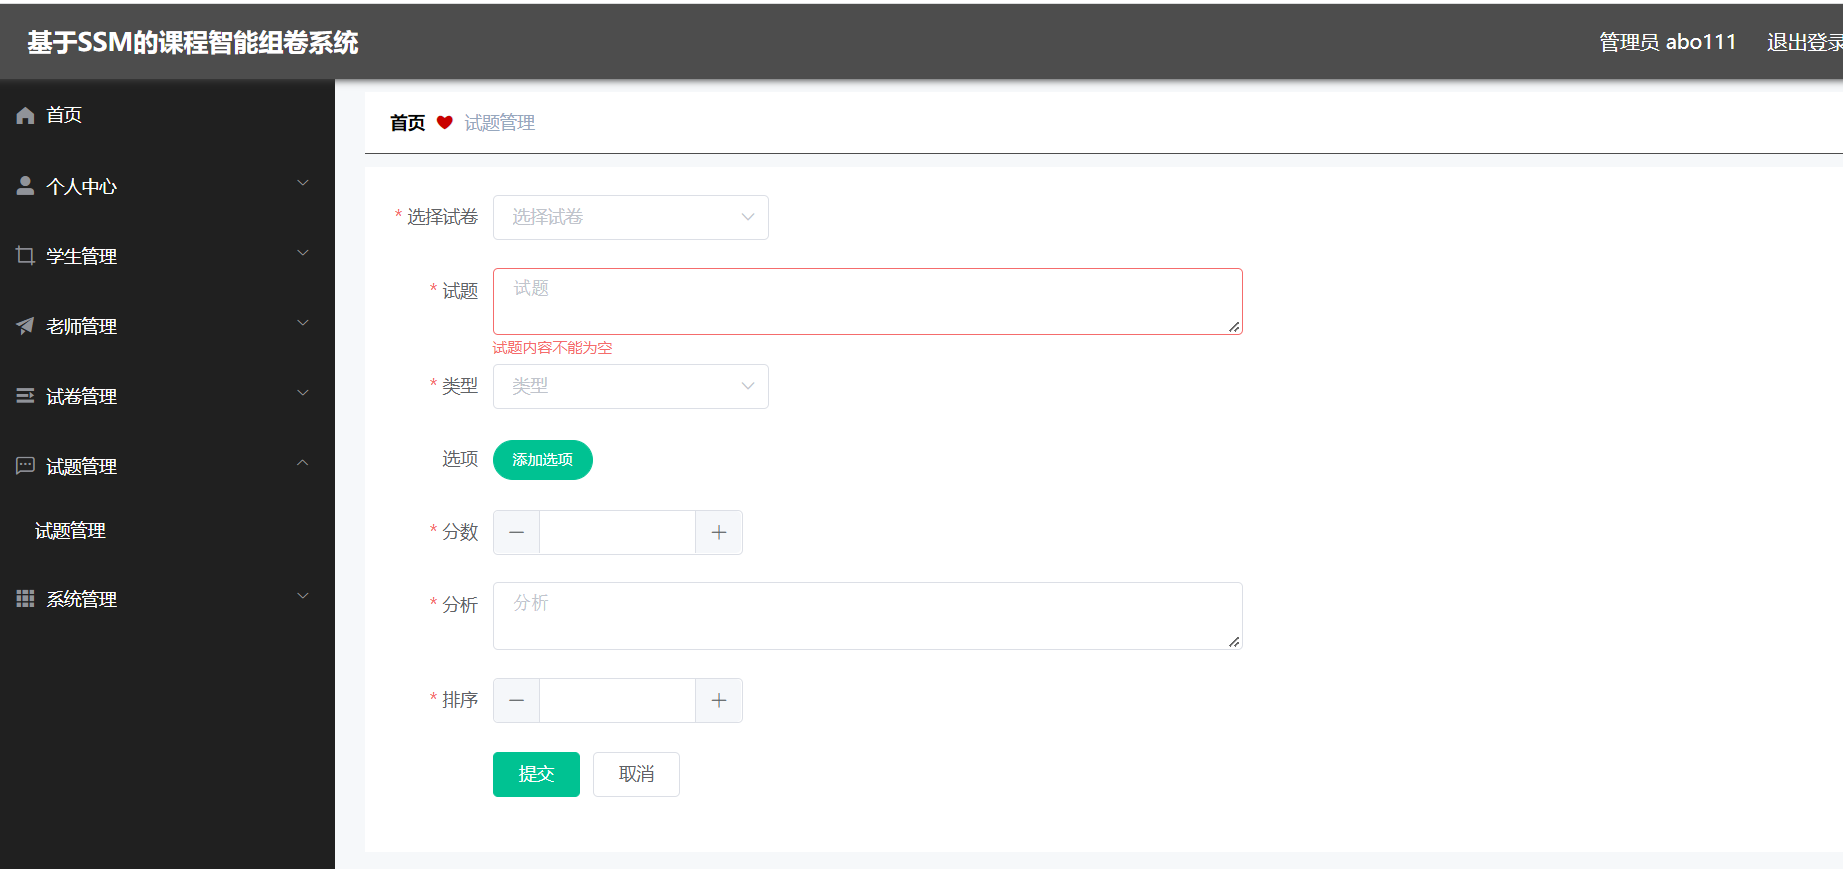 基于SSM的课程智能组卷系统
管理员 abo111
退出登录
首页
个人中心
学生管理
老师管理
试卷管理
试题管理
试题管理
系统管理
首页 试题管理
* 选择试卷 选择试卷
* 试题 试题
试题内容不能为空
* 类型 类型
选项 添加选项
* 分数
* 分析 分析
* 排序
提交 取消